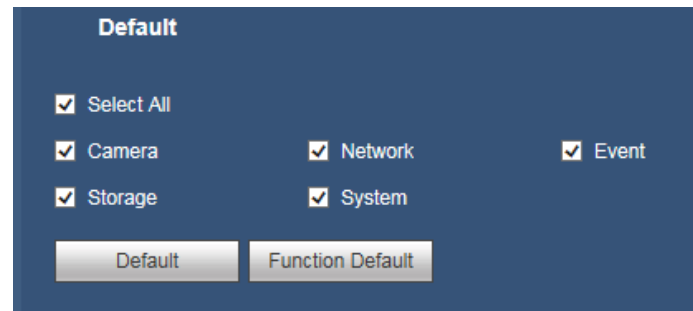 Default
Select All
Camera Network Event
Storage System
Default Function Default